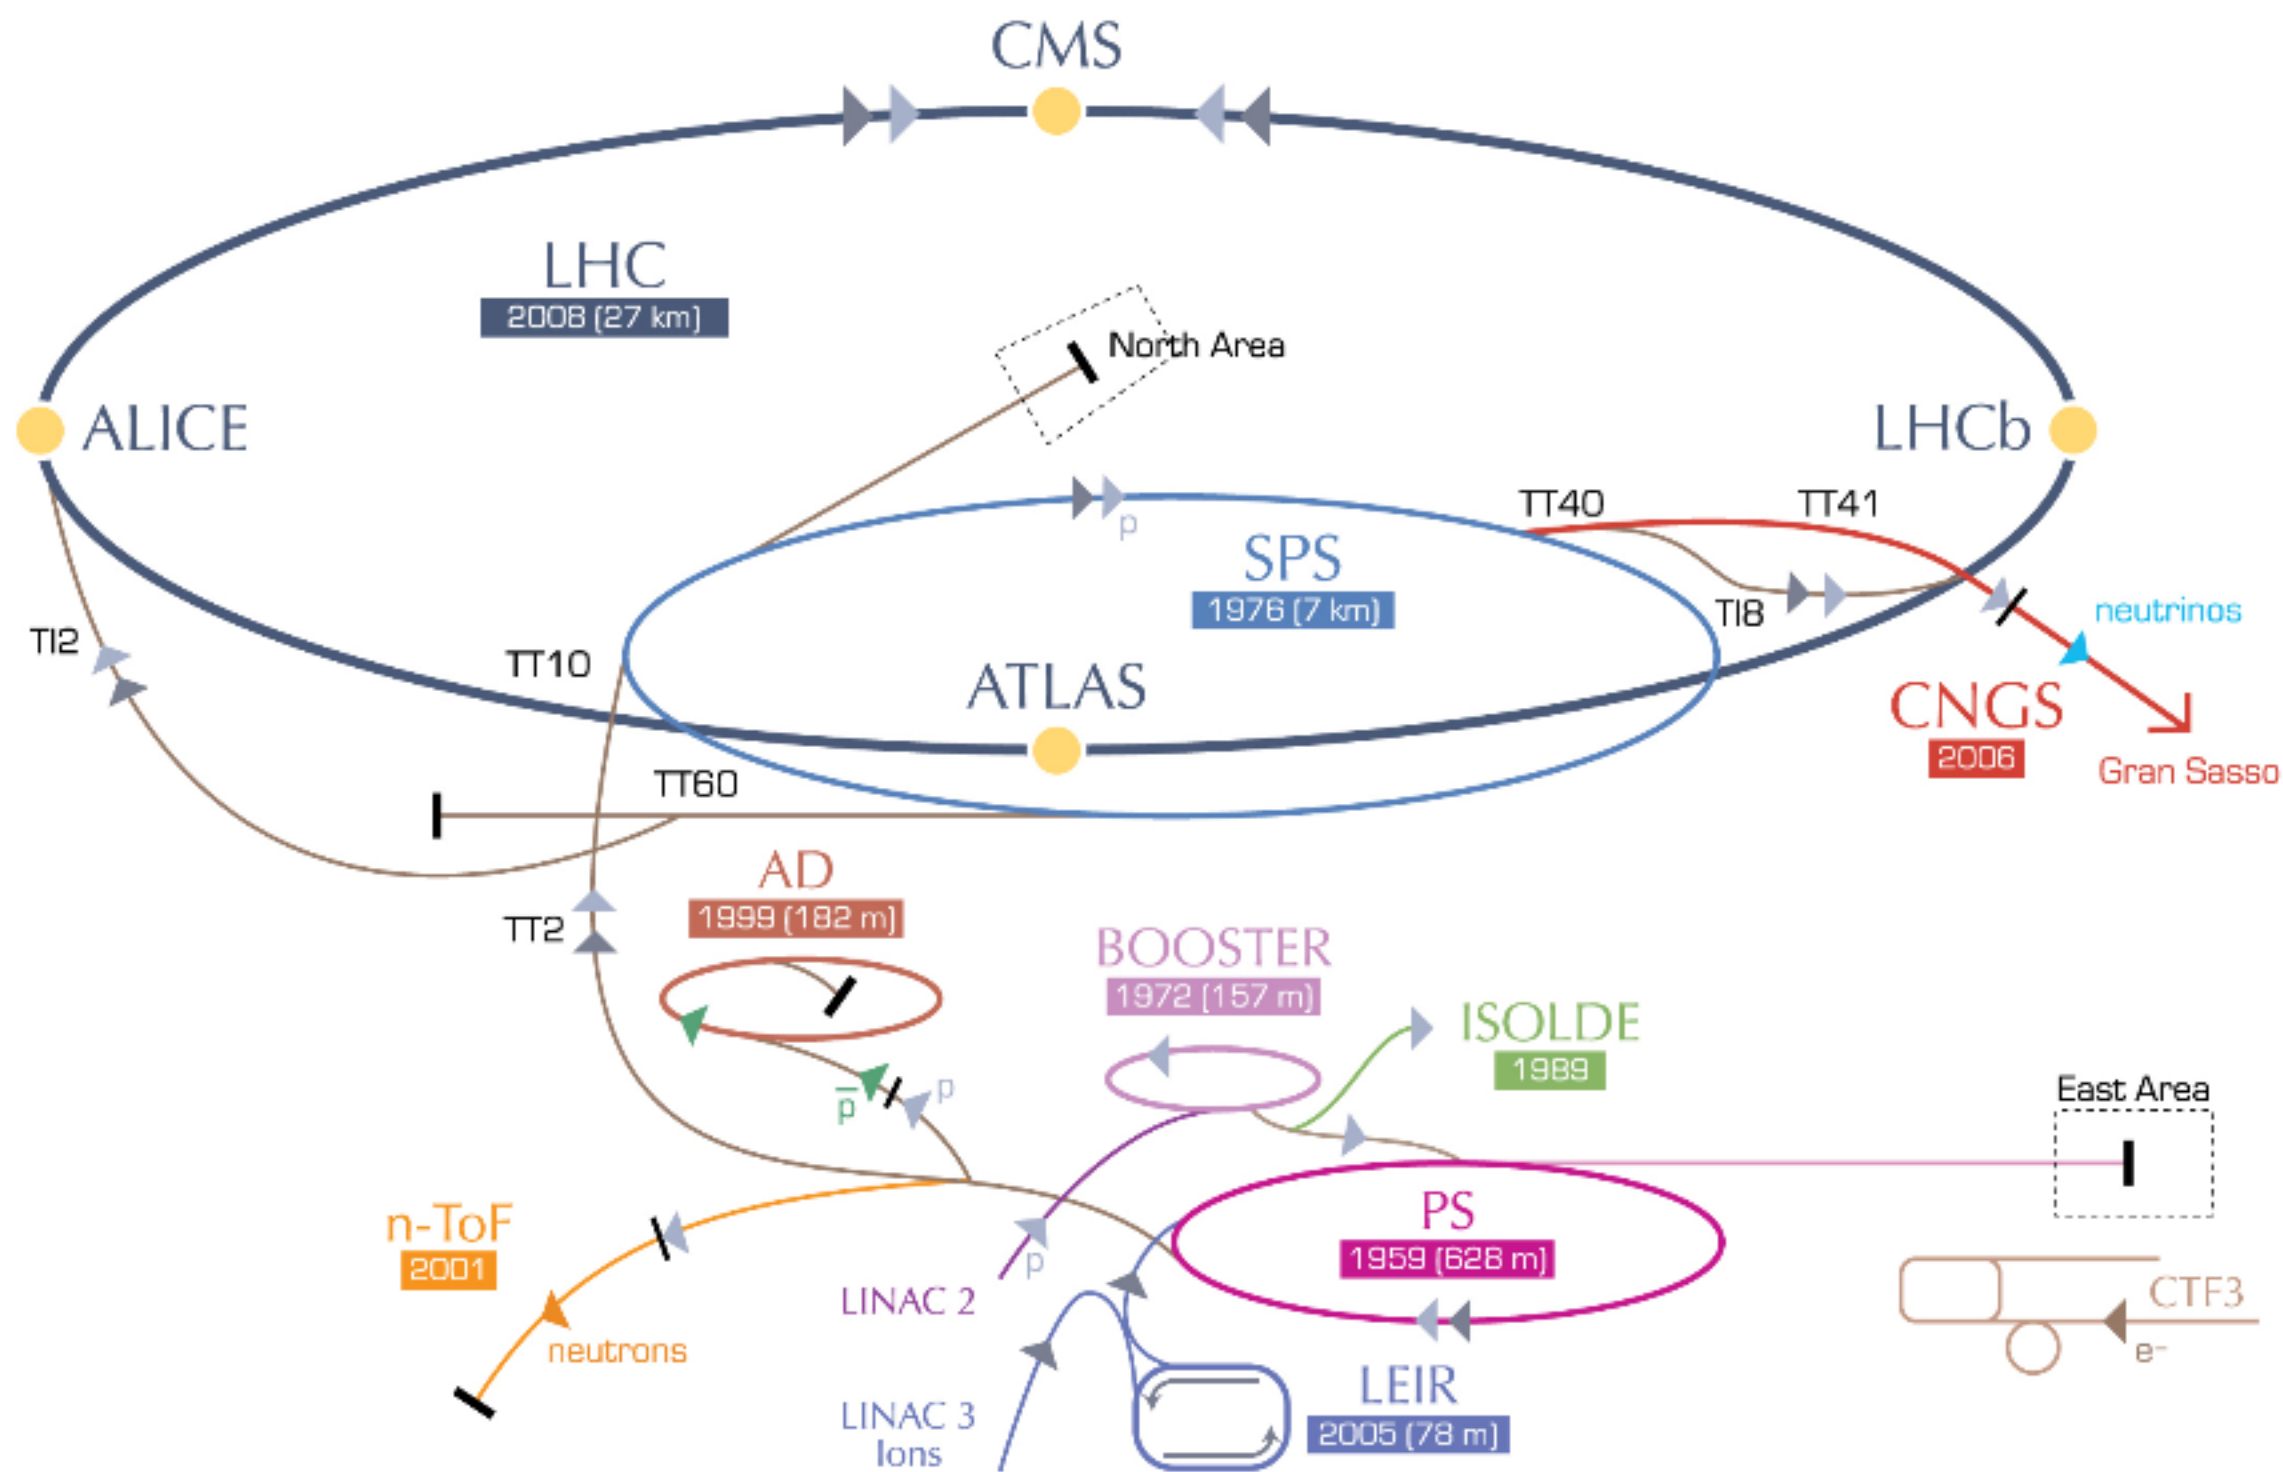 CMS
LHC
2008 (27 km)
North Area
ALICE
LHCb
TT40
TT41
p
SPS
1976 (7 km)
TI8
neutrinos
TI2
TT10
ATLAS
CNGS
2006
Gran Sasso
TT60
AD
1999 (182 m)
TT2
BOOSTER
1972 (157 m)
ISOLDE
1989
East Area
p̅
p
n-ToF
2001
PS
1959 (628 m)
p
LINAC 2
neutrons
CTF3
e-
LEIR
2005 (78 m)
LINAC 3
Ions